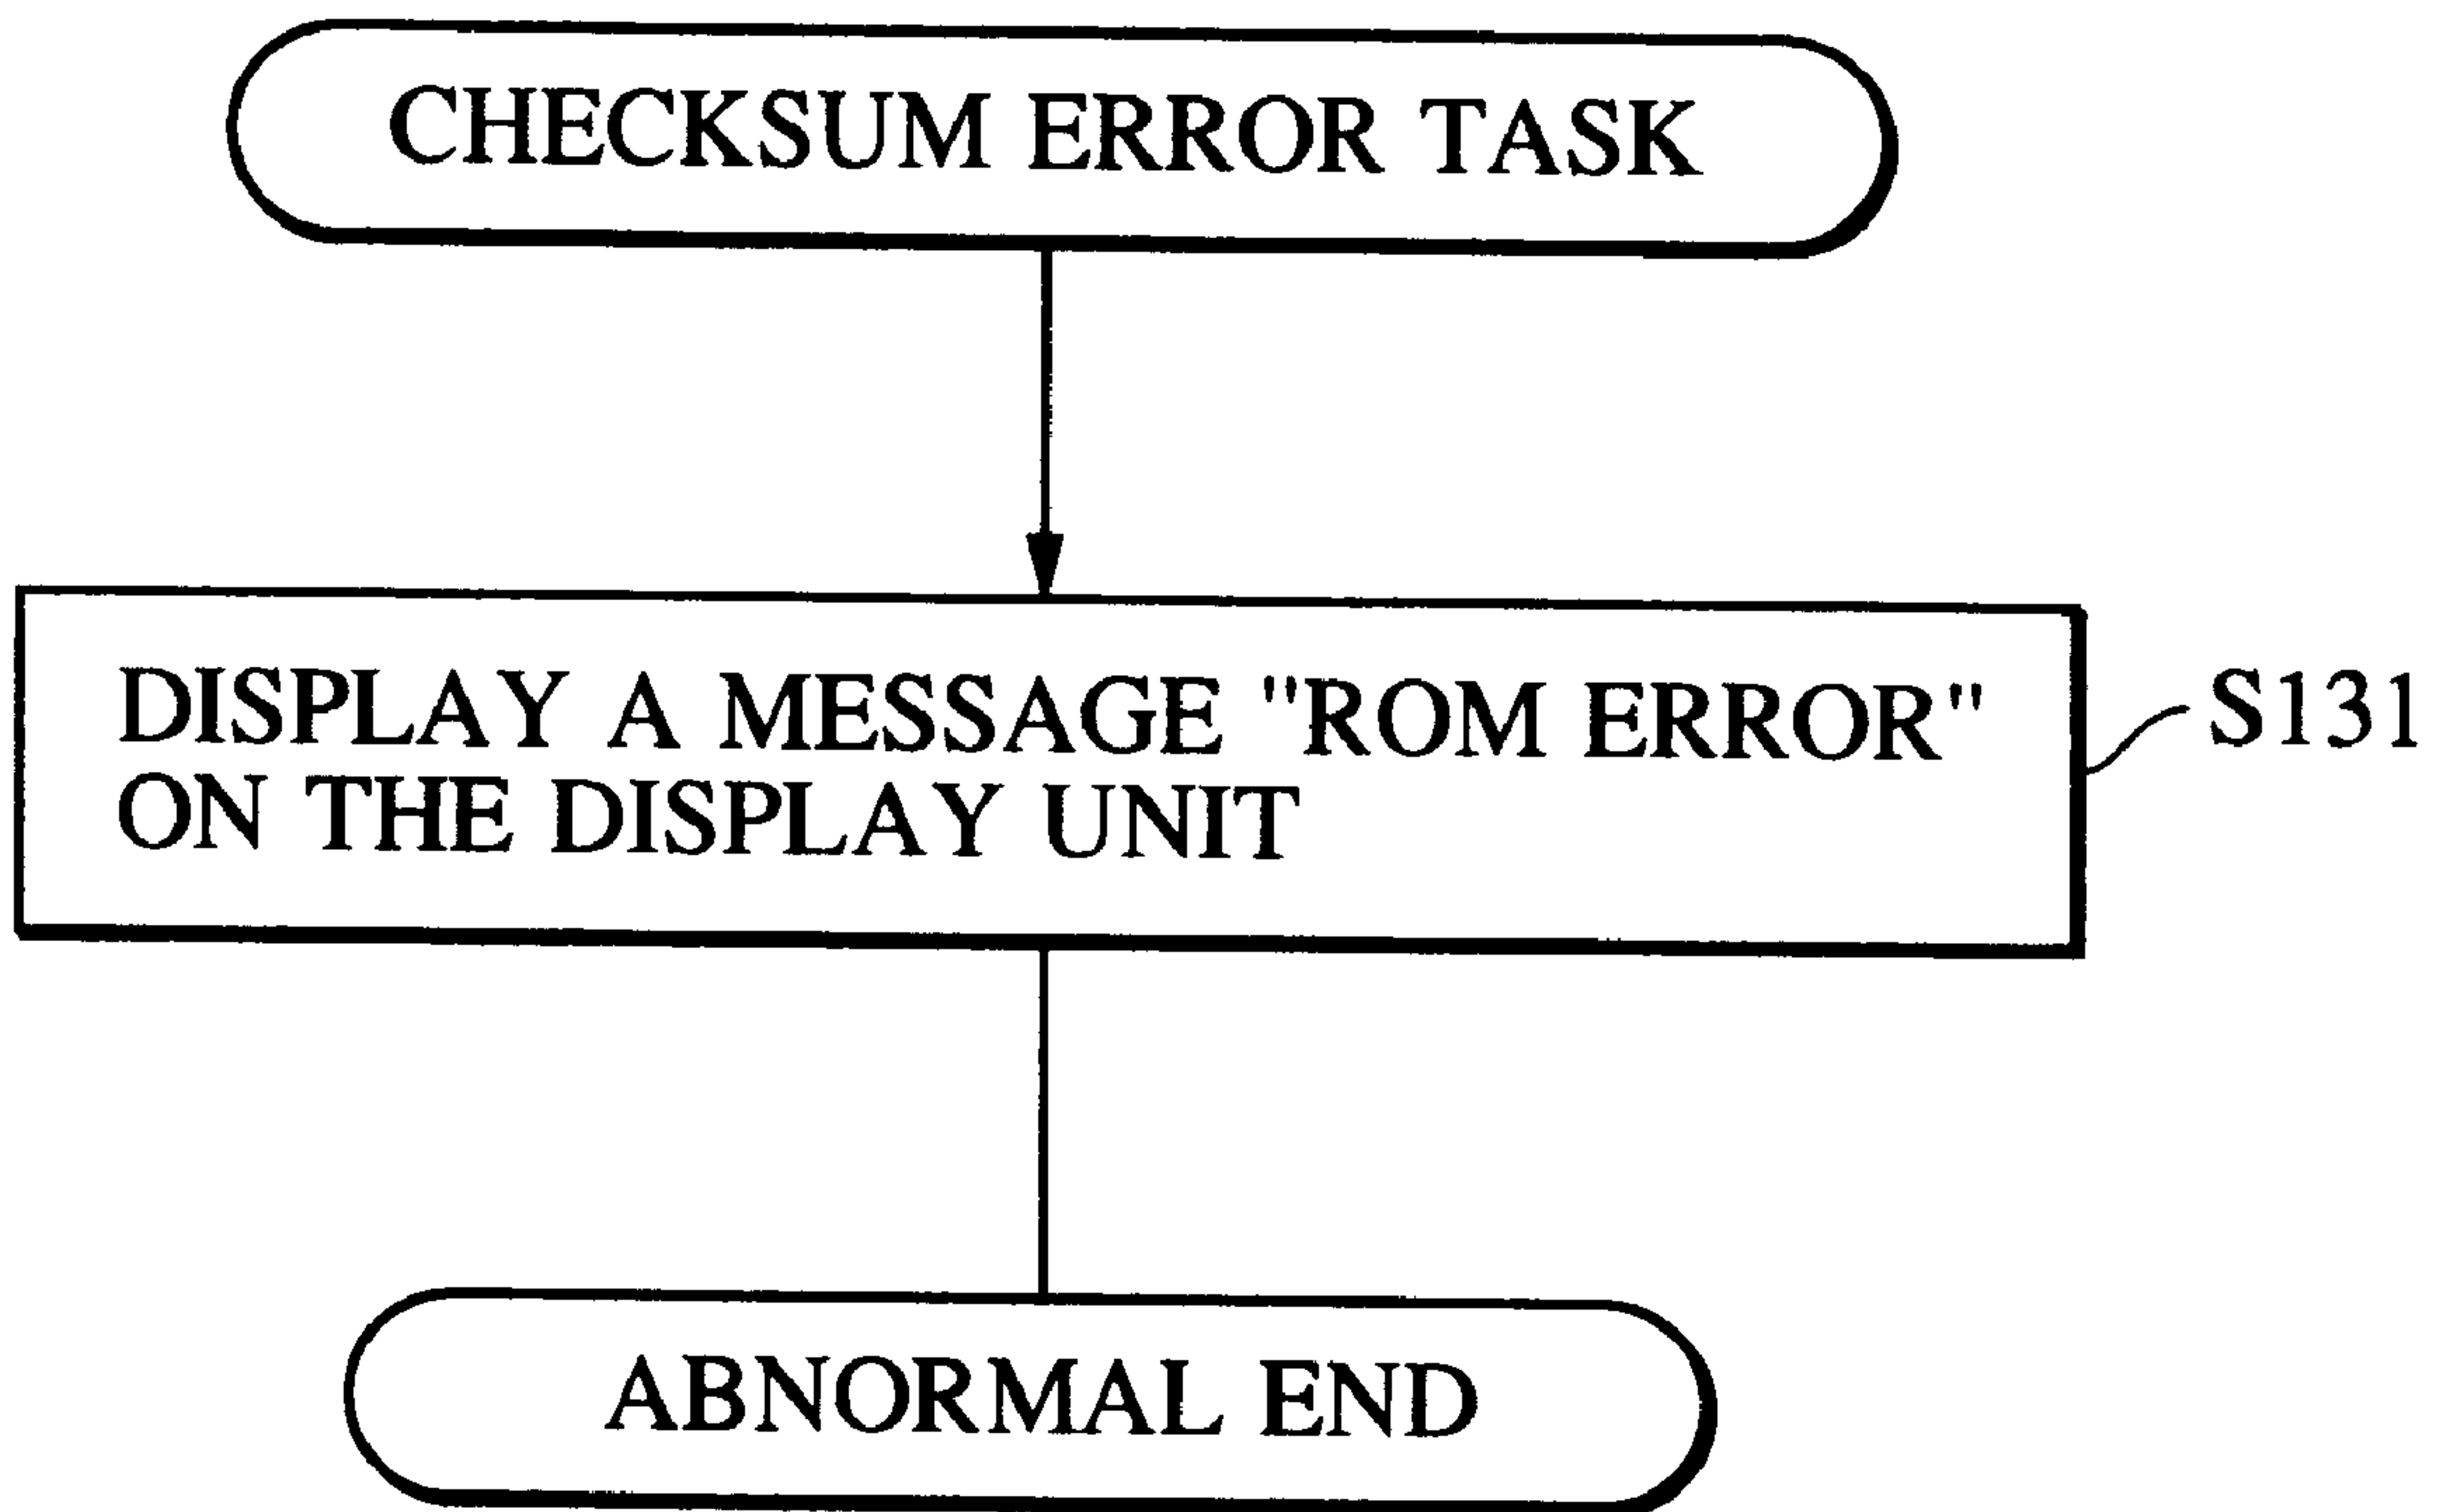 CHECKSUM ERROR TASK
DISPLAY A MESSAGE "ROM ERROR"
ON THE DISPLAY UNIT
S131
ABNORMAL END